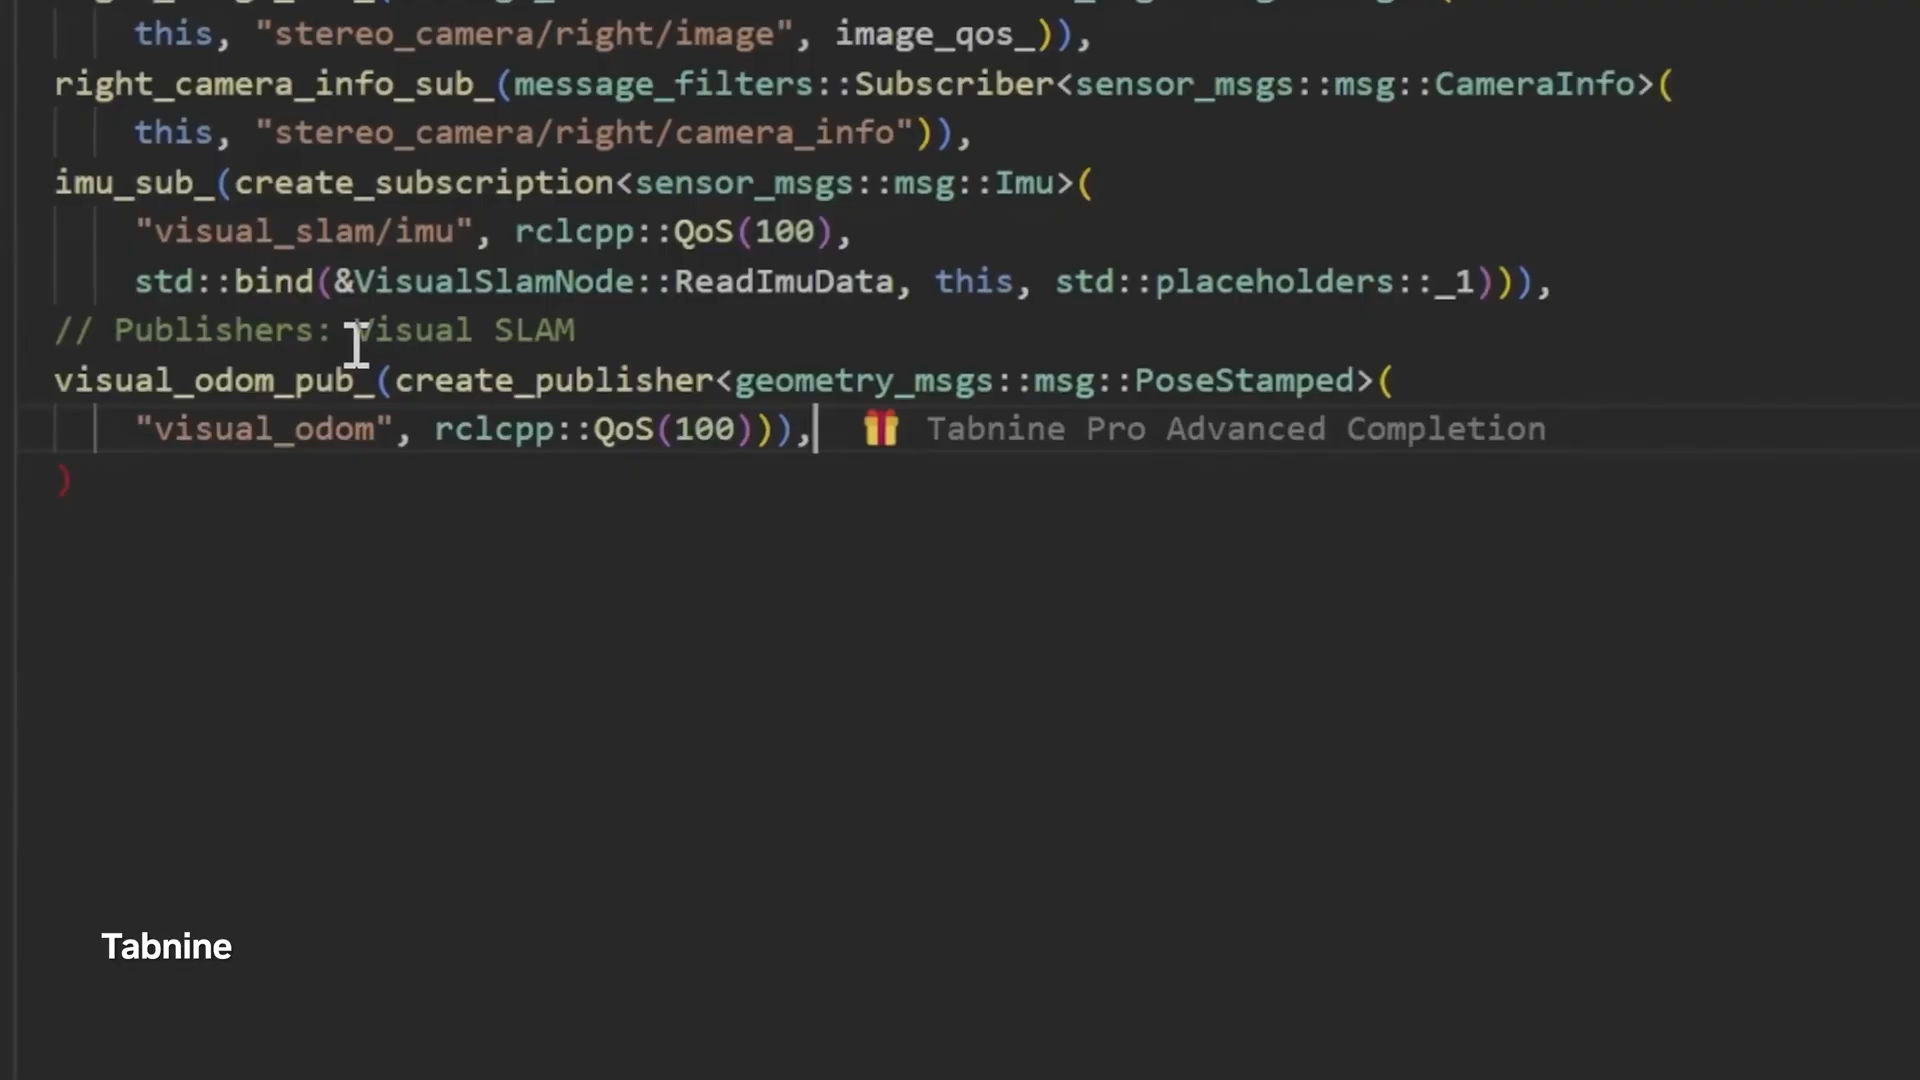 this, "stereo_camera/right/image", image_qos_)),
right_camera_info_sub_(message_filters::Subscriber<sensor_msgs::msg::CameraInfo>(
this, "stereo_camera/right/camera_info")),
imu_sub_(create_subscription<sensor_msgs::msg::Imu>(
"visual_slam/imu", rclcpp::QoS(100),
std::bind(&VisualSlamNode::ReadImuData, this, std::placeholders::_1))),
// Publishers: Visual SLAM
visual_odom_pub_(create_publisher<geometry_msgs::msg::PoseStamped>(
"visual_odom", rclcpp::QoS(100))), Tabnine Pro Advanced Completion
)
Tabnine